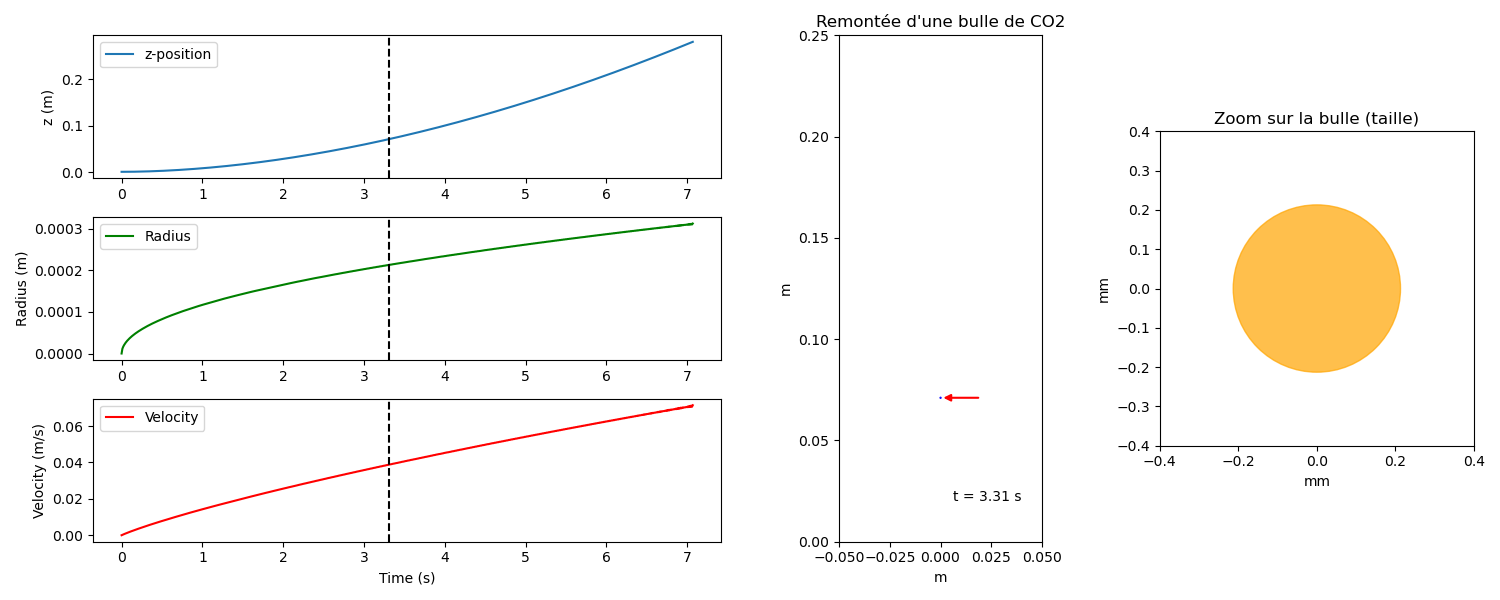 z-position
z (m)
0.2
0.1
0.0
0 1 2 3 4 5 6 7
Radius
Radius (m)
0.0003
0.0002
0.0001
0.0000
0 1 2 3 4 5 6 7
Velocity
Velocity (m/s)
0.06
0.04
0.02
0.00
0 1 2 3 4 5 6 7
Time (s)
Remontée d'une bulle de CO2
0.25
0.20
0.15
m
0.10
0.05
t = 3.31 s
0.00
−0.050 −0.025 0.000 0.025 0.050
m
Zoom sur la bulle (taille)
0.4
0.3
0.2
0.1
mm
0.0
−0.1
−0.2
−0.3
−0.4
−0.4 −0.2 0.0 0.2 0.4
mm